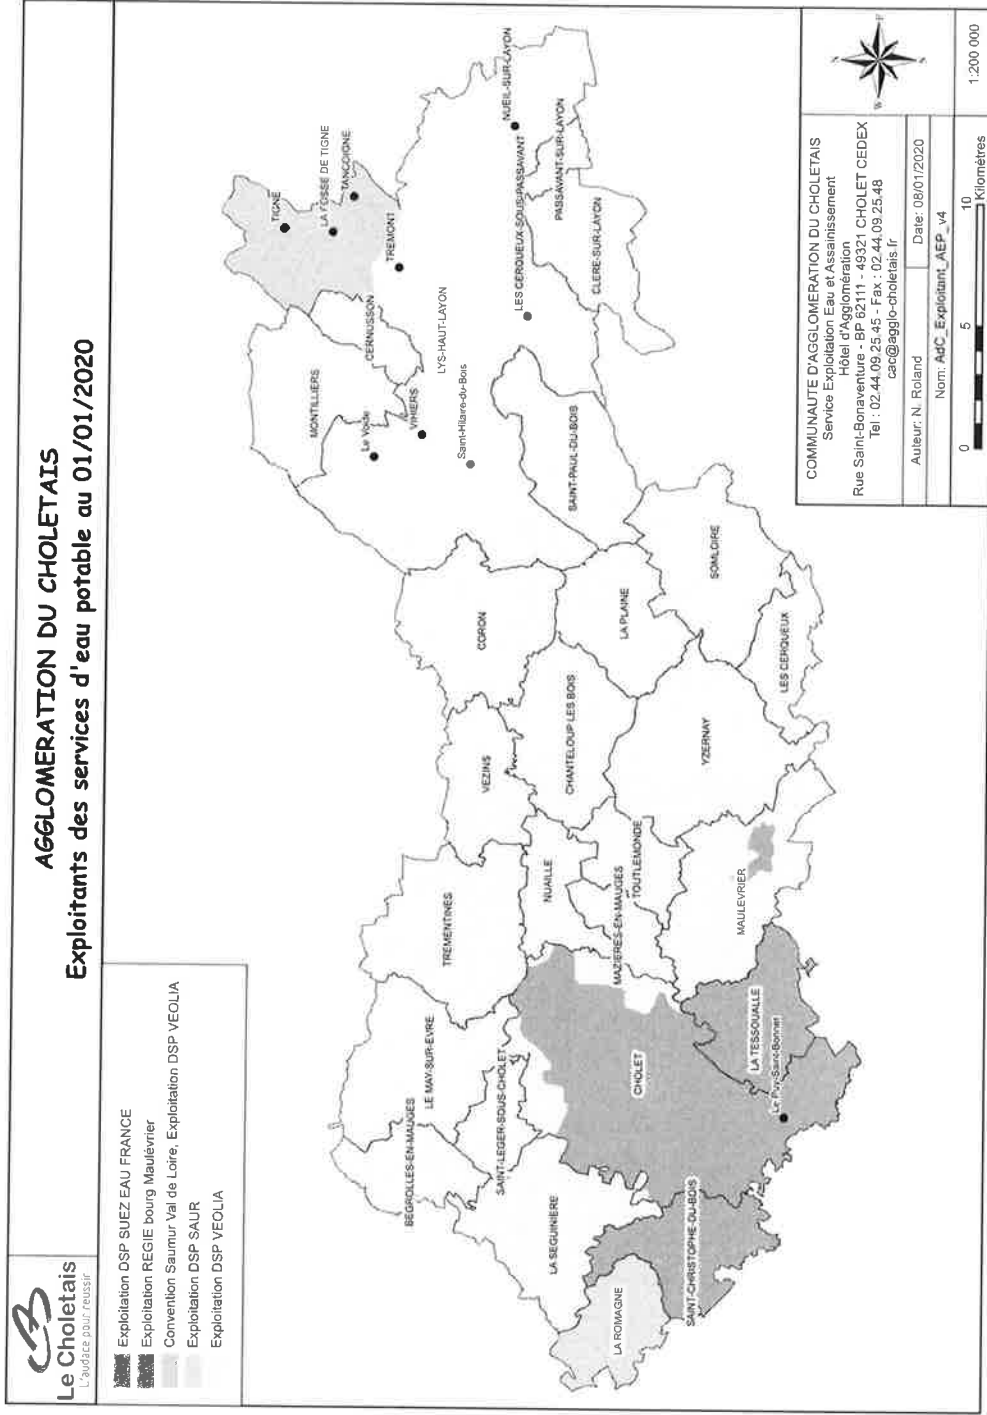 Le Choletais
L'audace pour réussir
AGGLOMERATION DU CHOLETAIS
Exploitants des services d'eau potable au 01/01/2020
Exploitation DSP SUEZ EAU FRANCE
Exploitation REGIE bourg Maulévrier
Convention Saumur Val de Loire, Exploitation DSP VEOLIA
Exploitation DSP SAUR
Exploitation DSP VEOLIA
TIGNE
LA FOSSE DE TIGNE
TANCOIGNE
TREMONT
CERNUSSON
MONTILLIERS
Le Voide
VIHIERS
LYS-HAUT-LAYON
Saint-Hilaire-du-Bois
NUEIL-SUR-LAYON
LES CERQUEUX-SOUS-PASSAVANT
PASSAVANT-SUR-LAYON
CLERE-SUR-LAYON
SAINT-PAUL-DU-BOIS
CORON
LA PLAINE
SOMLOIRE
LES CERQUEUX
VEZINS
CHANTELOUP LES BOIS
YZERNAY
TREMENTINES
NUAILLE
TOUTLEMONDE
MAZIERES-EN-MAUGES
MAULEVRIER
LE MAY-SUR-EVRE
BEGROLLES-EN-MAUGES
SAINT-LEGER-SOUS-CHOLET
CHOLET
LA TESSOUALLE
Le Puy-Saint-Bonnet
LA SEGUINIERE
SAINT-CHRISTOPHE-DU-BOIS
LA ROMAGNE
COMMUNAUTE D'AGGLOMERATION DU CHOLETAIS
Service Exploitation Eau et Assainissement
Hôtel d'Agglomération
Rue Saint-Bonaventure - BP 62111 - 49321 CHOLET CEDEX
Tel : 02.44.09.25.45 - Fax : 02.44.09.25.48
cac@agglo-choletais.fr
Auteur: N. Roland
Date: 08/01/2020
Nom: AdC_Exploitant_AEP_v4
0 5 10
Kilomètres
1:200 000